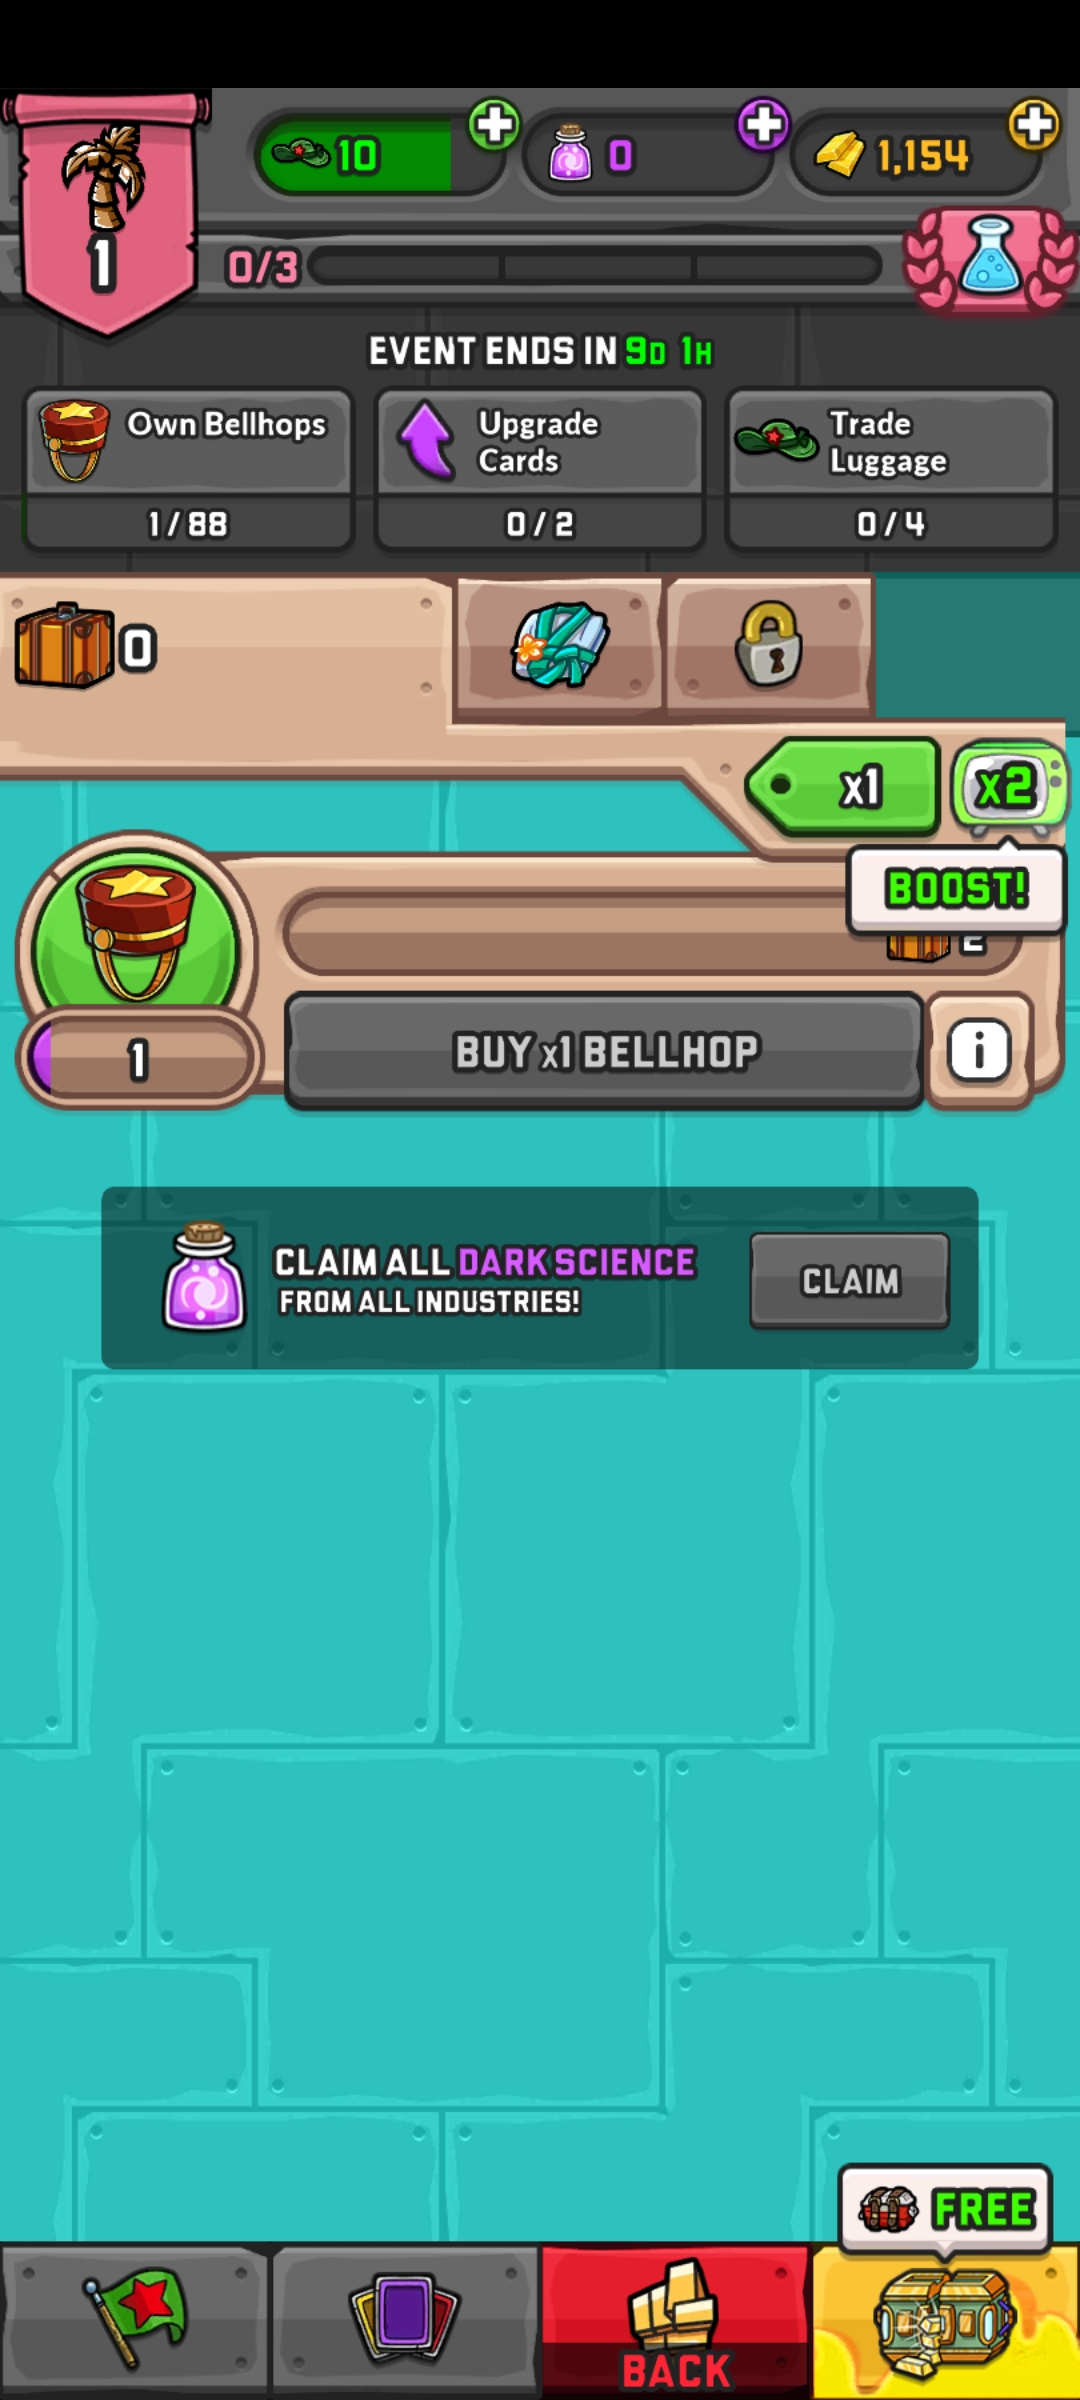 10
0
1,154
1
0/3
EVENT ENDS IN 9D 1H
Own Bellhops
1/88
Upgrade
Cards
0/2
Trade
Luggage
0/4
0
x1
x2
BOOST!
2
1
BUY x1 BELLHOP
i
CLAIM ALL DARK SCIENCE
FROM ALL INDUSTRIES!
CLAIM
FREE
BACK